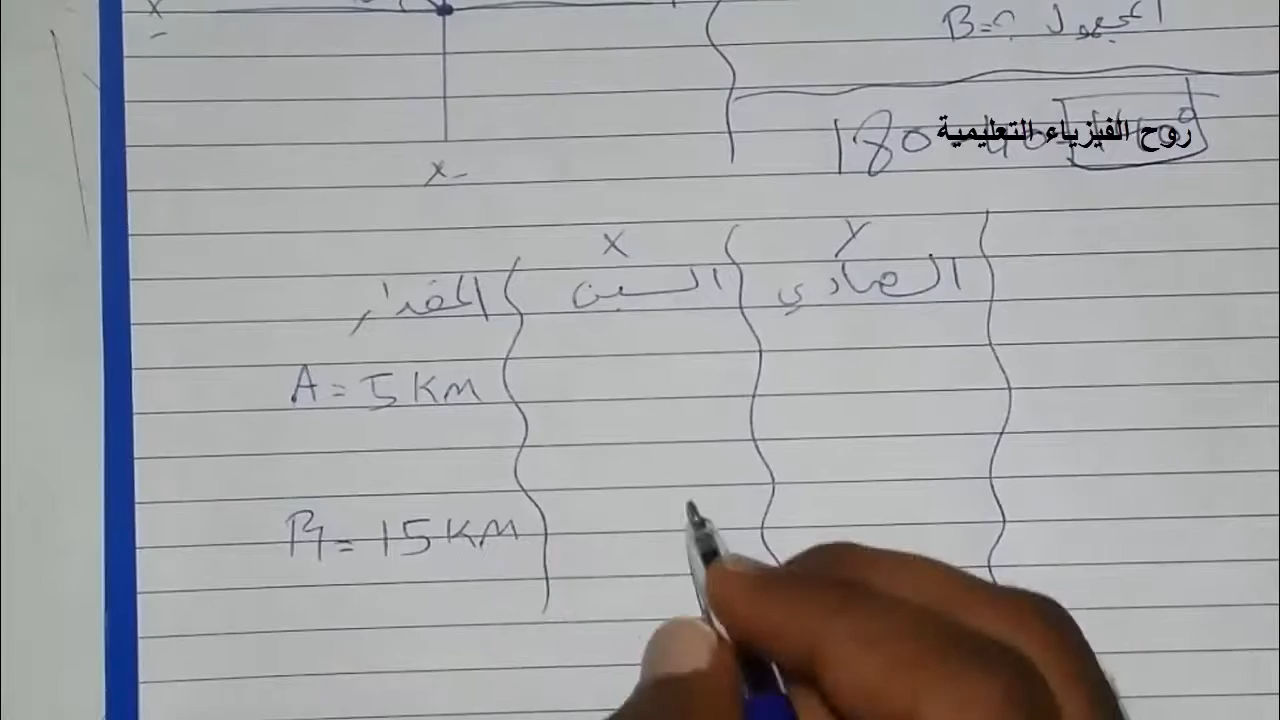 x
المجهول B=?
180
روح الفيزياء التعليمية
x-
x
y
المقدار
السين
الصادي
A = 5 KM
R = 15 KM